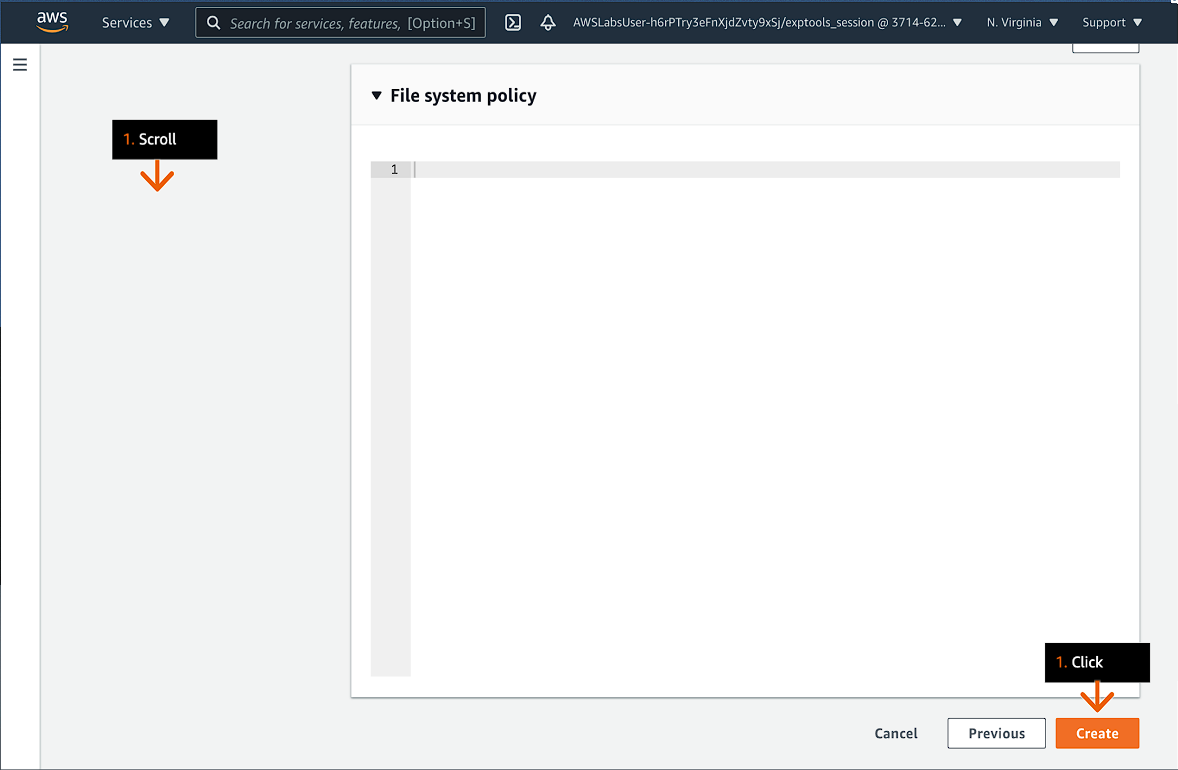 aws Services ▼ Search for services, features, [Option+S] AWSLabsUser-h6rPTry3eFnXjdZvty9xSj/exptools_session @ 3714-62... ▼ N. Virginia ▼ Support ▼
▼ File system policy
1. Scroll
1
1. Click
Cancel Previous Create